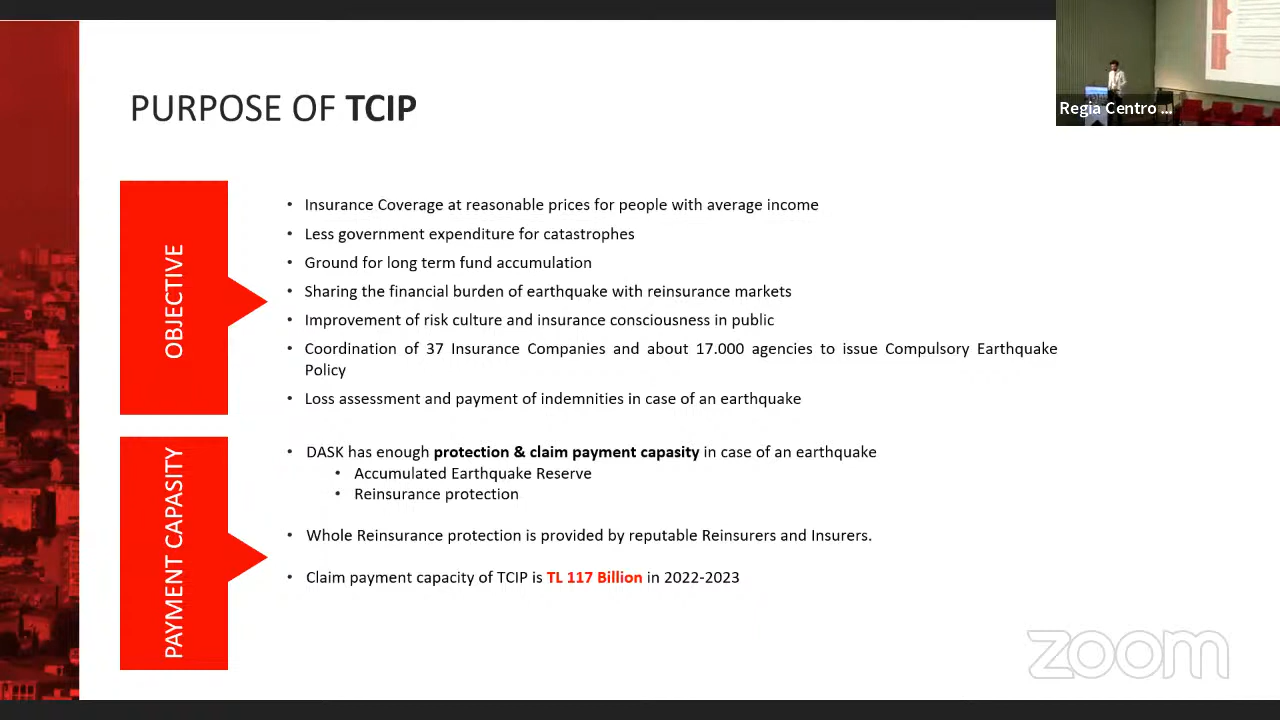 PURPOSE OF TCIP
Regia Centro ...
OBJECTIVE
• Insurance Coverage at reasonable prices for people with average income
• Less government expenditure for catastrophes
• Ground for long term fund accumulation
• Sharing the financial burden of earthquake with reinsurance markets
• Improvement of risk culture and insurance consciousness in public
• Coordination of 37 Insurance Companies and about 17.000 agencies to issue Compulsory Earthquake
Policy
• Loss assessment and payment of indemnities in case of an earthquake
PAYMENT CAPASITY
• DASK has enough protection & claim payment capacity in case of an earthquake
• Accumulated Earthquake Reserve
• Reinsurance protection
• Whole Reinsurance protection is provided by reputable Reinsurers and Insurers.
• Claim payment capacity of TCIP is TL 117 Billion in 2022-2023
zoom